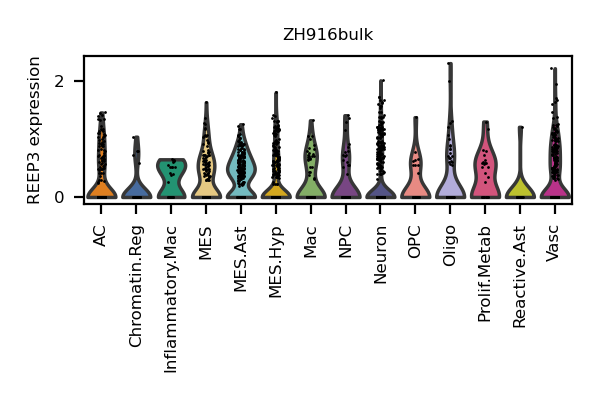 ZH916bulk
REEP3 expression
2
0
AC
Chromatin.Reg
Inflammatory.Mac
MES
MES.Ast
MES.Hyp
Mac
NPC
Neuron
OPC
Oligo
Prolif.Metab
Reactive.Ast
Vasc